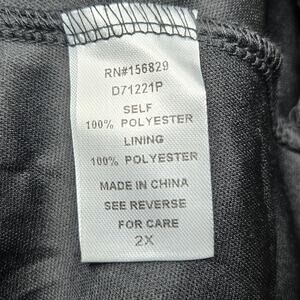 RN#156829
D71221P
SELF
100% POLYESTER
LINING
100% POLYESTER
MADE IN CHINA
SEE REVERSE
FOR CARE
2X